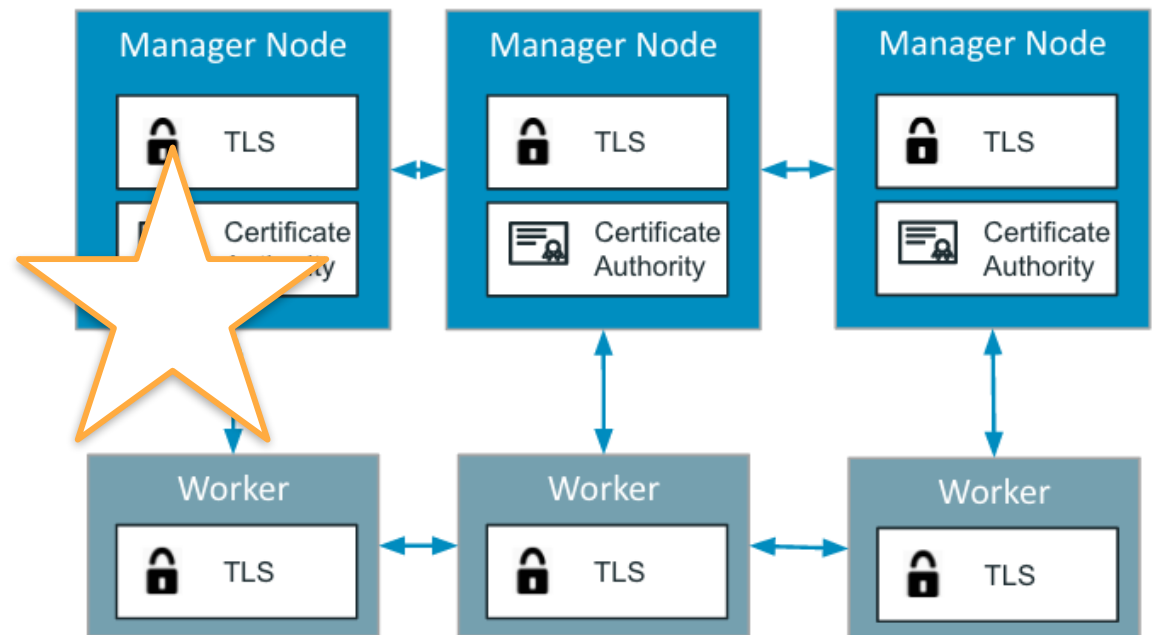 Manager Node
TLS
Certificate
Manager Node
TLS
Certificate
Authority
Manager Node
TLS
Certificate
Authority
Worker
TLS
Worker
TLS
Worker
TLS